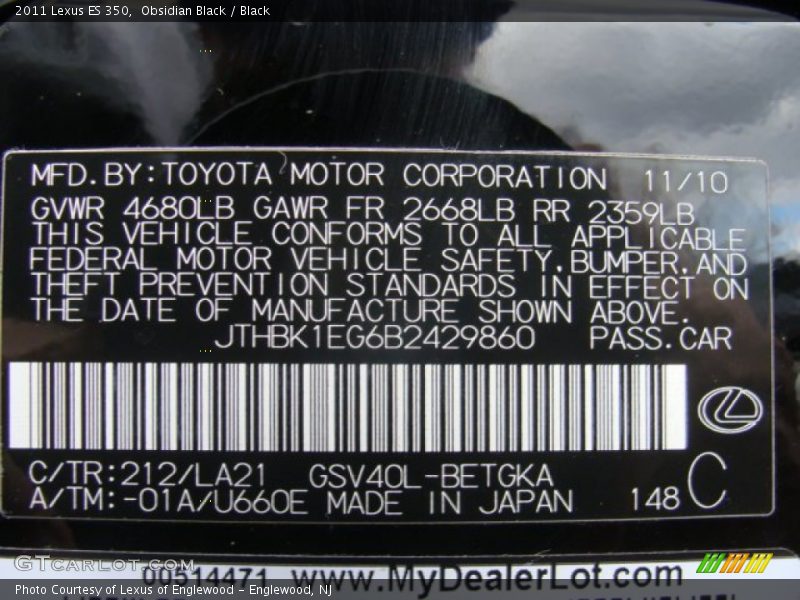 2011 Lexus ES 350,  Obsidian Black / Black
MFD.BY:TOYOTA MOTOR CORPORATION 11/10
GVWR 4680LB GAWR FR 2668LB RR 2359LB
THIS VEHICLE CONFORMS TO ALL APPLICABLE
FEDERAL MOTOR VEHICLE SAFETY,BUMPER,AND
THEFT PREVENTION STANDARDS IN EFFECT ON
THE DATE OF MANUFACTURE SHOWN ABOVE.
JTHBK1EG6B2429860 PASS.CAR
C/TR:212/LA21 GSV40L-BETGKA
A/TM:-01A/U660E MADE IN JAPAN 148 C
GTCARLOT.COM
00514471 www.MyDealerLot.com
Photo Courtesy of Lexus of Englewood - Englewood, NJ